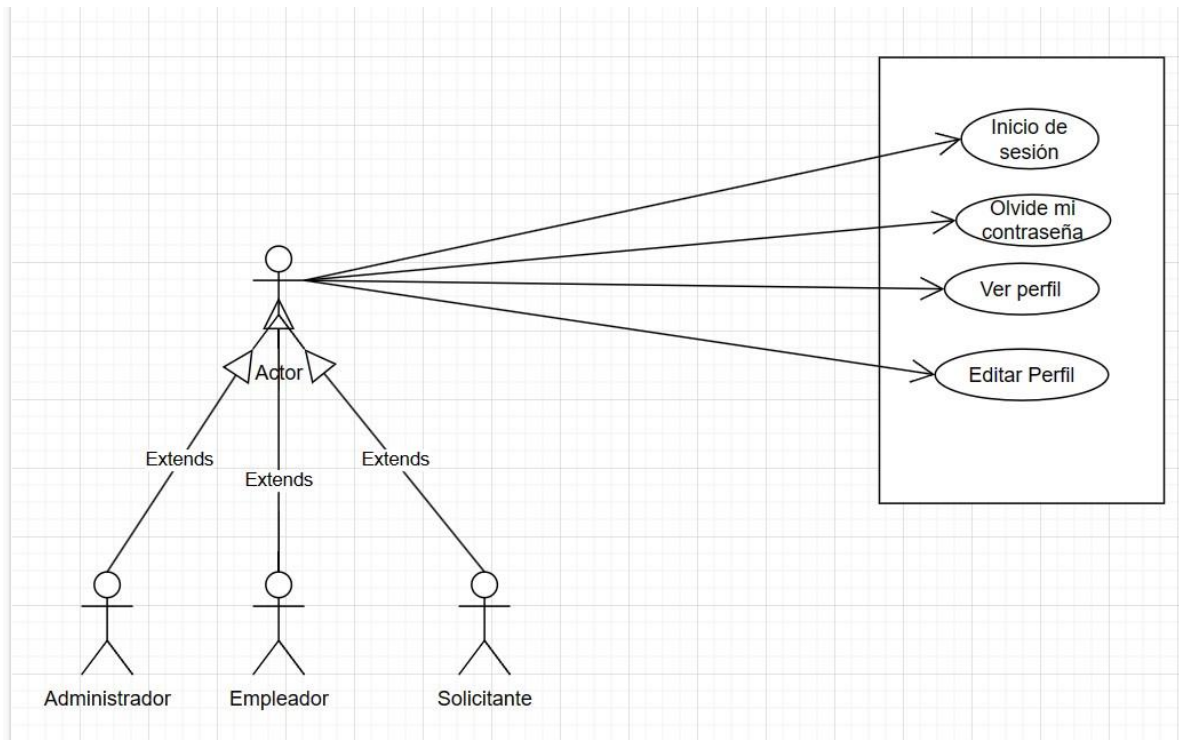 Inicio de
sesión
Olvide mi
contraseña
Ver perfil
Actor
Editar Perfil
Extends
Extends
Extends
Administrador
Empleador
Solicitante